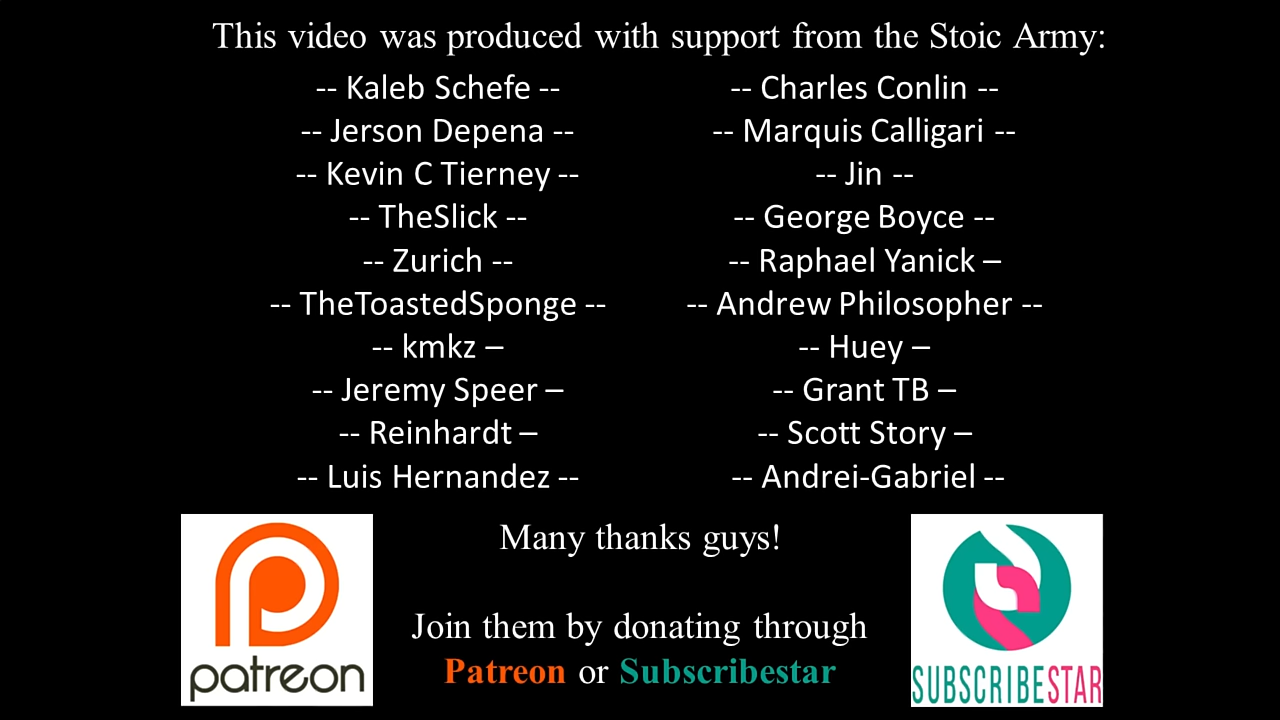 This video was produced with support from the Stoic Army:
-- Kaleb Schefe --
-- Jerson Depena --
-- Kevin C Tierney --
-- TheSlick --
-- Zurich --
-- TheToastedSponge --
-- kmkz –
-- Jeremy Speer –
-- Reinhardt –
-- Luis Hernandez --
-- Charles Conlin --
-- Marquis Calligari --
-- Jin --
-- George Boyce --
-- Raphael Yanick –
-- Andrew Philosopher --
-- Huey –
-- Grant TB –
-- Scott Story –
-- Andrei-Gabriel --
Many thanks guys!
Join them by donating through
Patreon or Subscribestar
patreon
SUBSCRIBESTAR